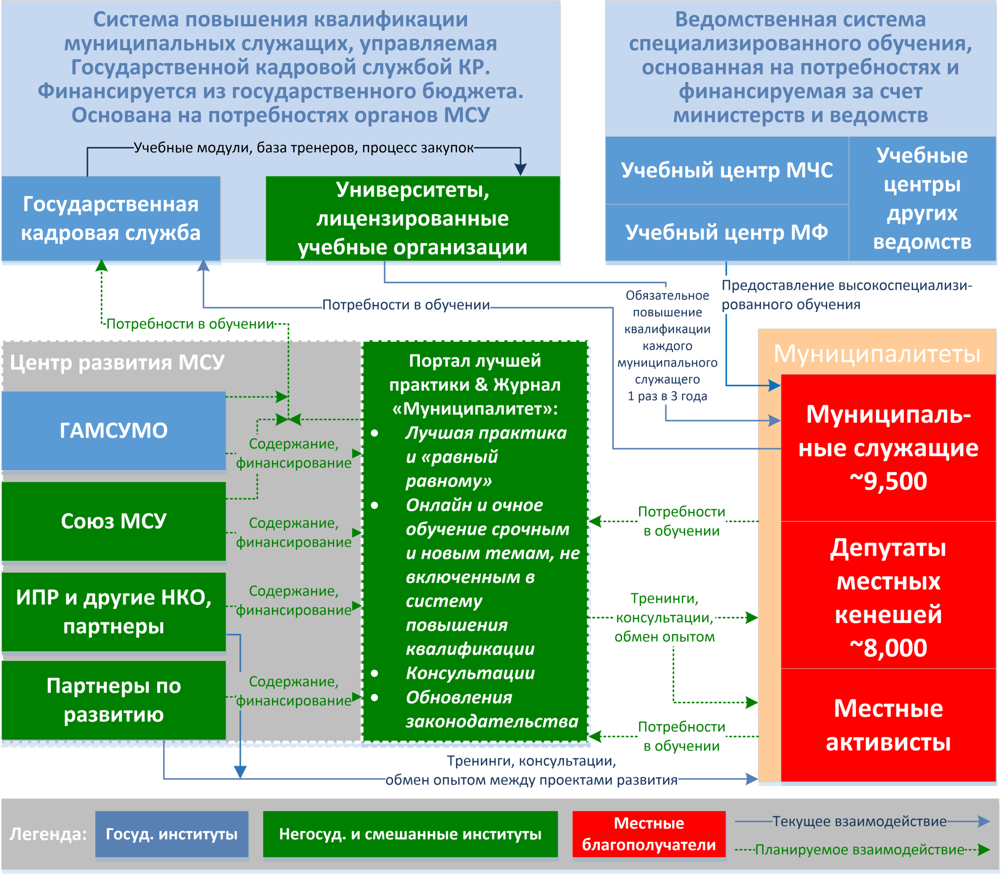 Система повышения квалификации
муниципальных служащих, управляемая
Государственной кадровой службой КР.
Финансируется из государственного бюджета.
Основана на потребностях органов МСУ
Ведомственная система
специализированного обучения,
основанная на потребностях и
финансируемая за счет
министерств и ведомств
Учебные модули, база тренеров, процесс закупок
Государственная
кадровая служба
Университеты,
лицензированные
учебные организации
Учебный центр МЧС
Учебный центр МФ
Учебные
центры
других
ведомств
Потребности в обучении
Потребности в обучении
Обязательное
повышение
квалификации
каждого
муниципального
служащего
1 раз в 3 года
Предоставление высокоспециализи-
рованного обучения
Центр развития МСУ
ГАМСУМО
Содержание,
финансирование
Союз МСУ
Содержание,
финансирование
ИПР и другие НКО,
партнеры
Содержание,
финансирование
Партнеры по
развитию
Содержание,
финансирование
Портал лучшей
практики & Журнал
«Муниципалитет»:
• Лучшая практика
и «равный
равному»
• Онлайн и очное
обучение срочным
и новым темам, не
включенным в
систему
повышения
квалификации
• Консультации
• Обновления
законодательства
Потребности
в обучении
Тренинги,
консультации,
обмен опытом
Потребности
в обучении
Муниципалитеты
Муниципаль-
ные служащие
~9,500
Депутаты
местных
кенешей
~8,000
Местные
активисты
Тренинги, консультации,
обмен опытом между проектами развития
Легенда:
Госуд. институты
Негосуд. и смешанные институты
Местные
благополучатели
Текущее взаимодействие
Планируемое взаимодействие